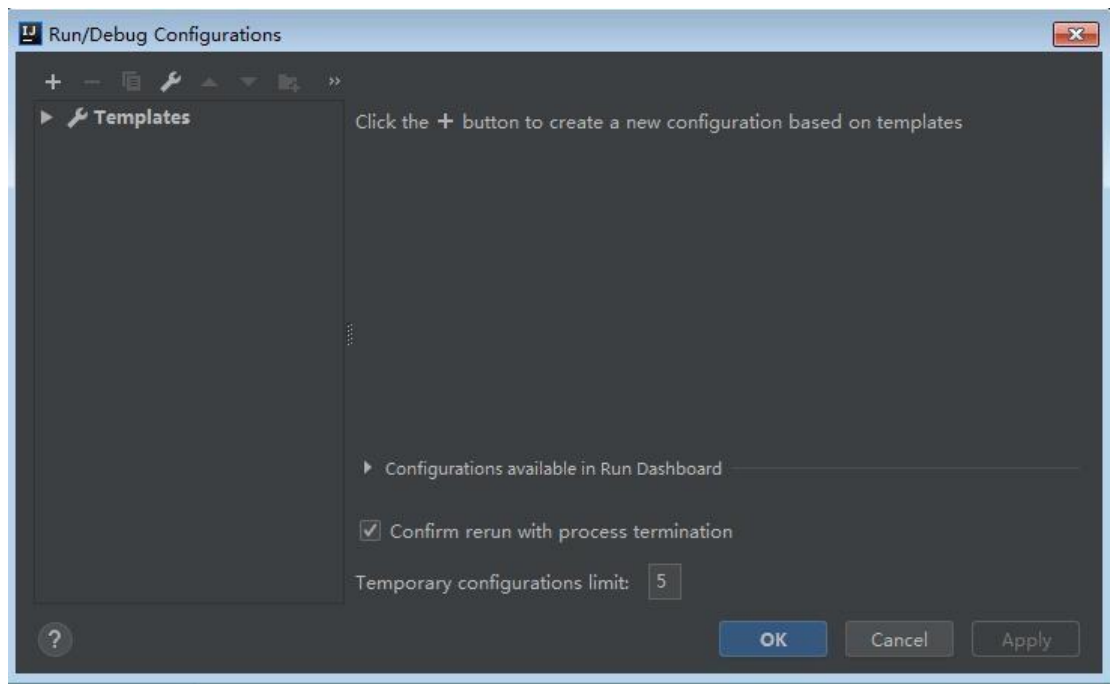 IJ Run/Debug Configurations
Templates
Click the + button to create a new configuration based on templates
Configurations available in Run Dashboard
Confirm rerun with process termination
Temporary configurations limit: 5
? OK Cancel Apply